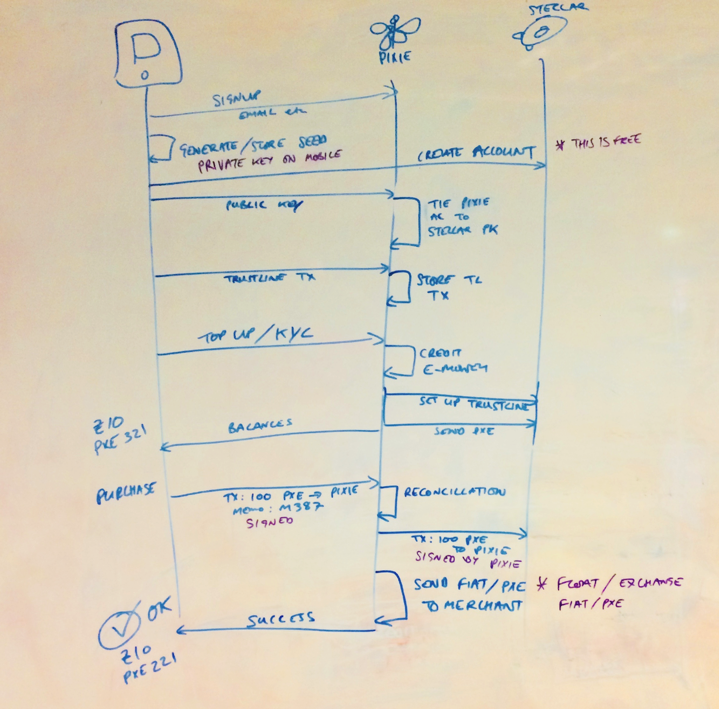 P
PIXIE
STELLAR
SIGNUP
EMAIL etc
GENERATE/STORE SEED
PRIVATE KEY ON MOBILE
CREATE ACCOUNT
* THIS IS FREE
PUBLIC KEY
TIE PIXIE
AC TO
STELLAR PK
TRUSTLINE TX
STORE TL
TX
TOP UP/KYC
CREDIT
E-MONEY
SET UP TRUSTLINE
SEND PXE
BALANCES
Z10
PXE 321
PURCHASE
TX: 100 PXE → PIXIE
MEMO: M387
SIGNED
RECONCILLATION
TX: 100 PXE
TO PIXIE
SIGNED BY PIXIE
SEND FIAT/PXE
TO MERCHANT
* FLOAT/EXCHANGE
FIAT/PXE
SUCCESS
OK
Z10
PXE 221